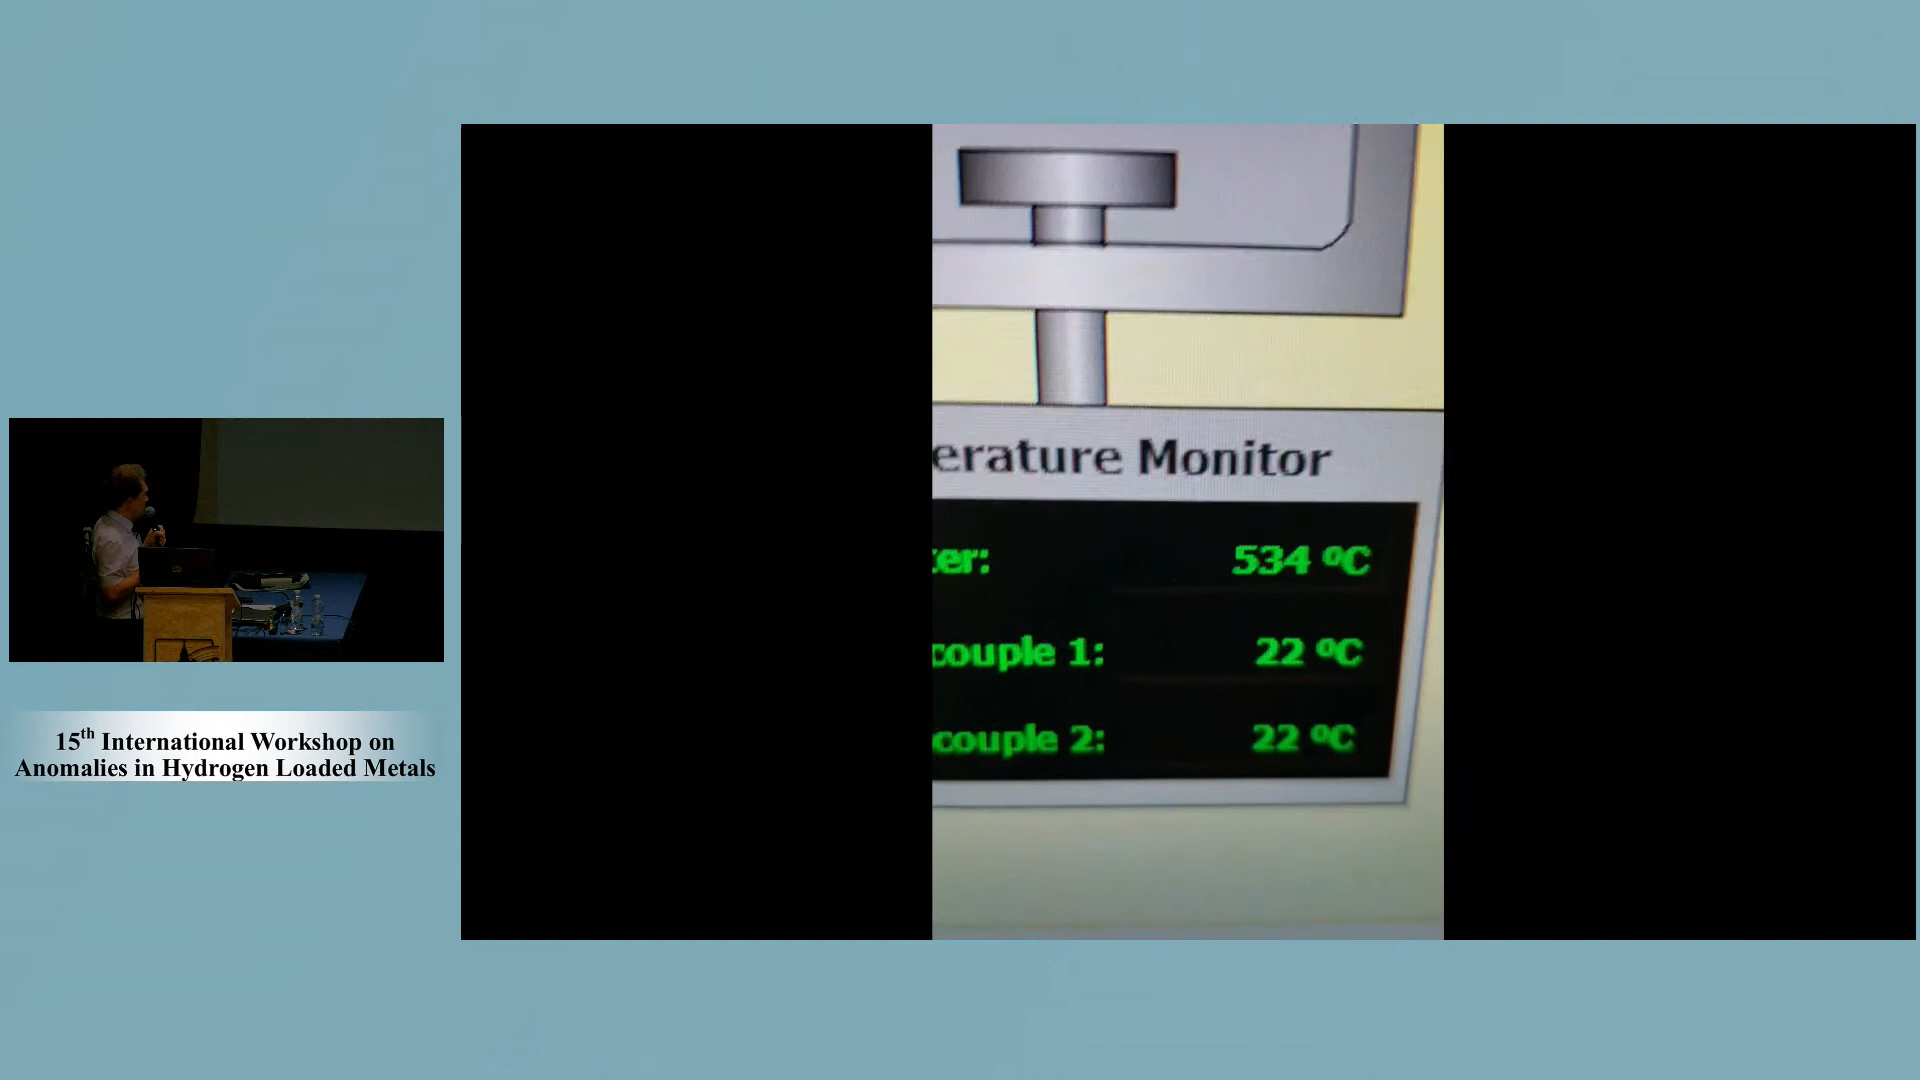 erature Monitor
ter: 534 ºC
couple 1: 22 ºC
couple 2: 22 ºC
15th International Workshop on
Anomalies in Hydrogen Loaded Metals